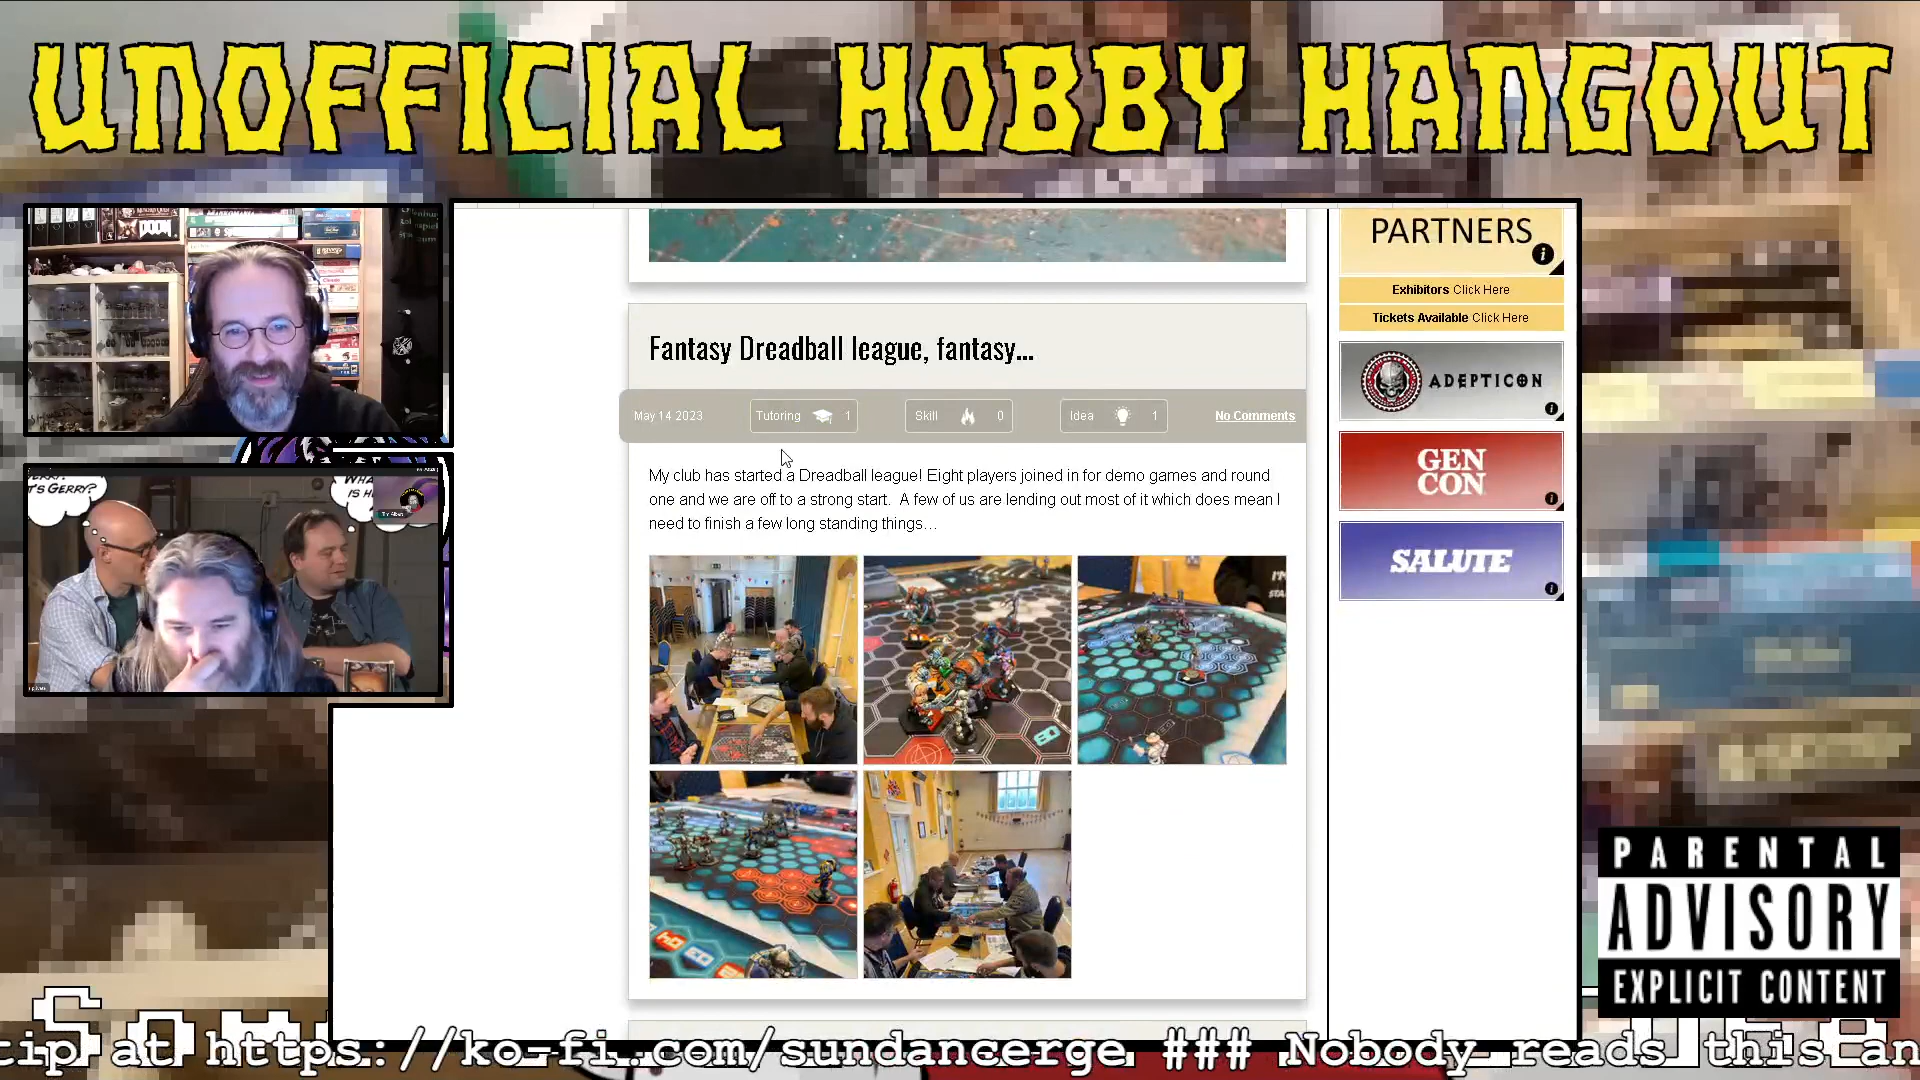 UNOFFICIAL HOBBY HANGOUT
DOOM
T'S GERRY?
WHA
IS H
PARTNERS
Exhibitors Click Here
Tickets Available Click Here
ADEPTICON
GEN
CON
SALUTE
Fantasy Dreadball league, fantasy...
May 14 2023
Tutoring 1
Skill 0
Idea 1
No Comments
My club has started a Dreadball league! Eight players joined in for demo games and round
one and we are off to a strong start. A few of us are lending out most of it which does mean I
need to finish a few long standing things…
PARENTAL
ADVISORY
EXPLICIT CONTENT
tip at https://ko-fi.com/sundancerge ### Nobody reads this an